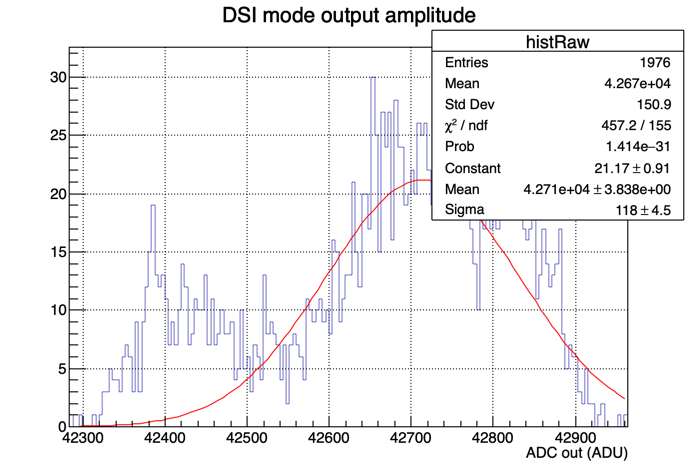 DSI mode output amplitude
histRaw
Entries 1976
Mean 4.267e+04
Std Dev 150.9
χ² / ndf 457.2 / 155
Prob 1.414e−31
Constant 21.17 ± 0.91
Mean 4.271e+04 ± 3.838e+00
Sigma 118 ± 4.5
30
25
20
15
10
5
0
42300 42400 42500 42600 42700 42800 42900
ADC out (ADU)